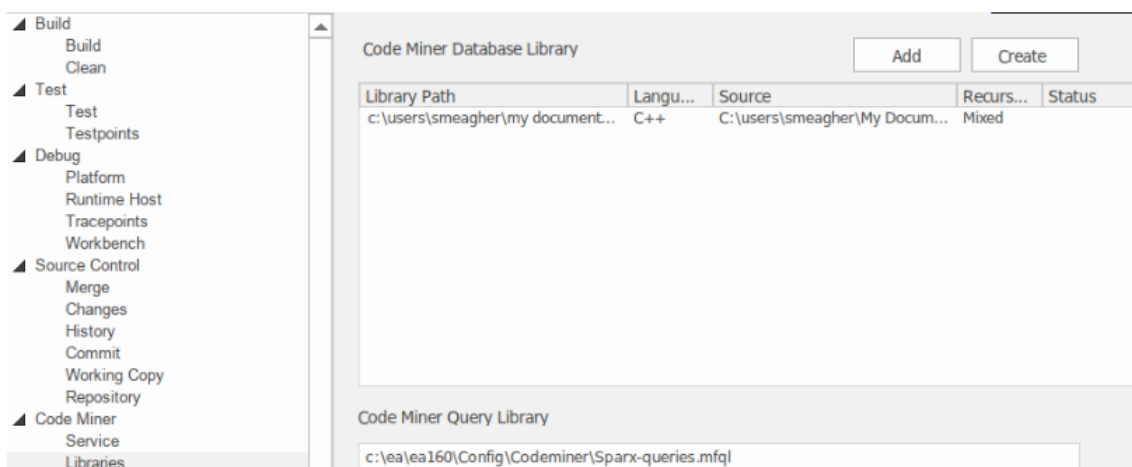 Build
Build
Clean
Test
Test
Testpoints
Debug
Platform
Runtime Host
Tracepoints
Workbench
Source Control
Merge
Changes
History
Commit
Working Copy
Repository
Code Miner
Service
Libraries
Code Miner Database Library
Add Create
Library Path Langu... Source Recurs... Status
c:\users\smeagher\my document... C++ C:\users\smeagher\My Docum... Mixed
Code Miner Query Library
c:\ea\ea160\Config\Codeminer\Sparx-queries.mfql